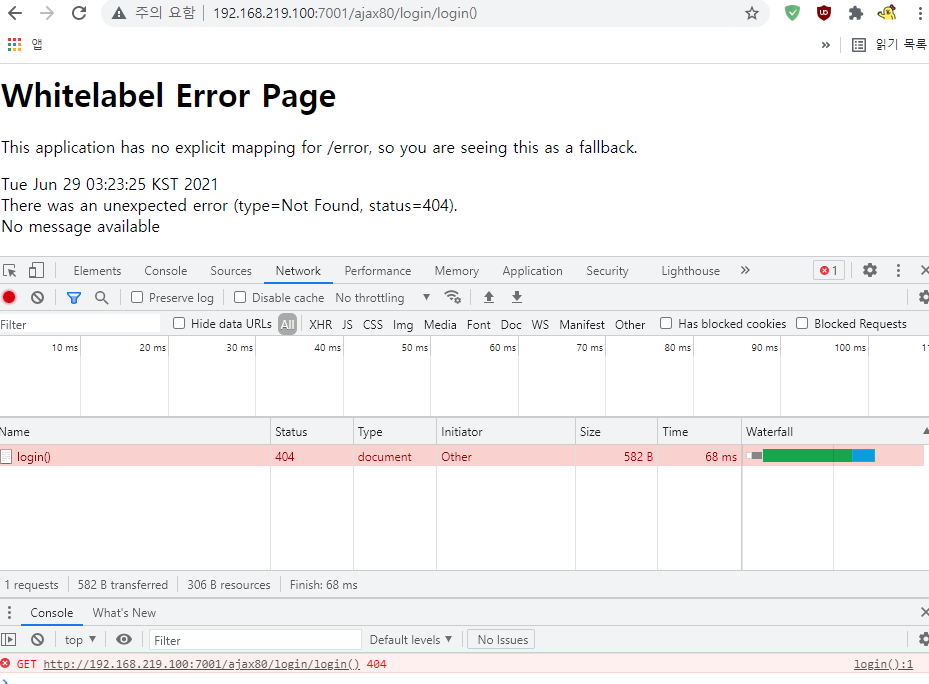 주의 요함 192.168.219.100:7001/ajax80/login/login()
앱 » 읽기 목록
Whitelabel Error Page
This application has no explicit mapping for /error, so you are seeing this as a fallback.
Tue Jun 29 03:23:25 KST 2021
There was an unexpected error (type=Not Found, status=404).
No message available
Elements Console Sources Network Performance Memory Application Security Lighthouse » 1
Preserve log Disable cache No throttling
Filter Hide data URLs All XHR JS CSS Img Media Font Doc WS Manifest Other Has blocked cookies Blocked Requests
10 ms 20 ms 30 ms 40 ms 50 ms 60 ms 70 ms 80 ms 90 ms 100 ms 11
Name Status Type Initiator Size Time Waterfall
login() 404 document Other 582 B 68 ms
1 requests 582 B transferred 306 B resources Finish: 68 ms
Console What's New
top Filter Default levels No Issues
GET http://192.168.219.100:7001/ajax80/login/login() 404 login():1